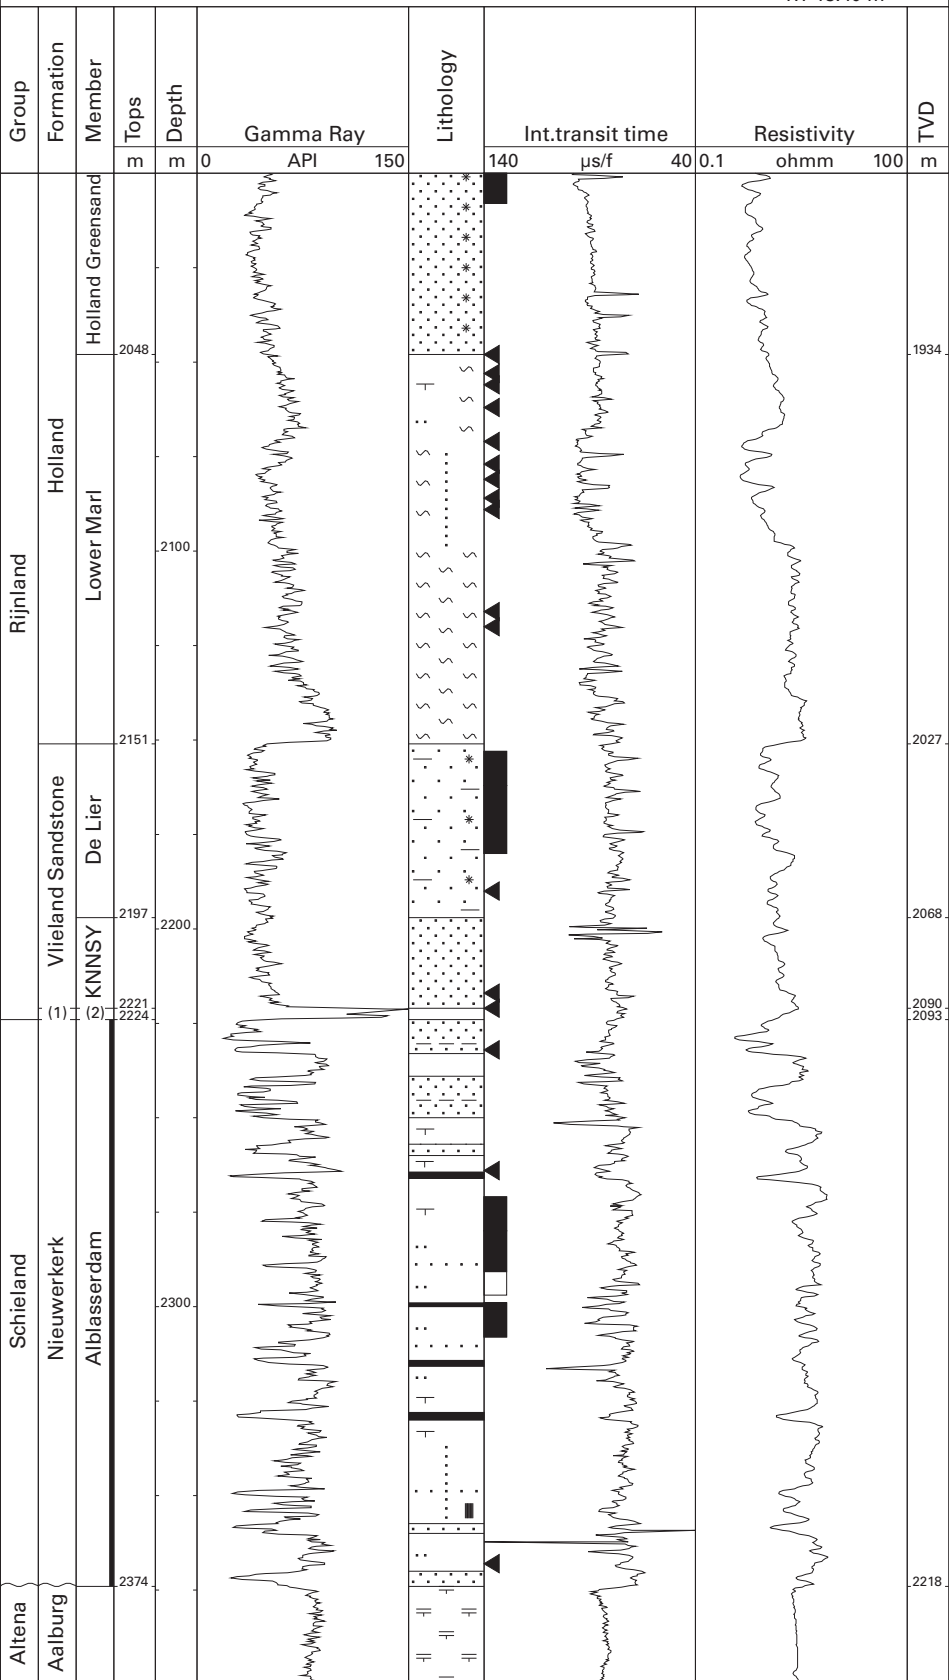 Group
Formation
Member
Tops
Depth
Gamma Ray
Lithology
Int.transit time
Resistivity
TVD
m
m
0 API 150
140 µs/f 40
0.1 ohmm 100
m
Rijnland
Holland
Holland Greensand
2048
1934
Lower Marl
2100
2151
2027
Vlieland Sandstone
De Lier
2197
2200
2068
KNNSY
2221
2090
(1)
(2)
2224
2093
Schieland
Nieuwerkerk
Alblasserdam
2300
2374
2218
Altena
Aalburg